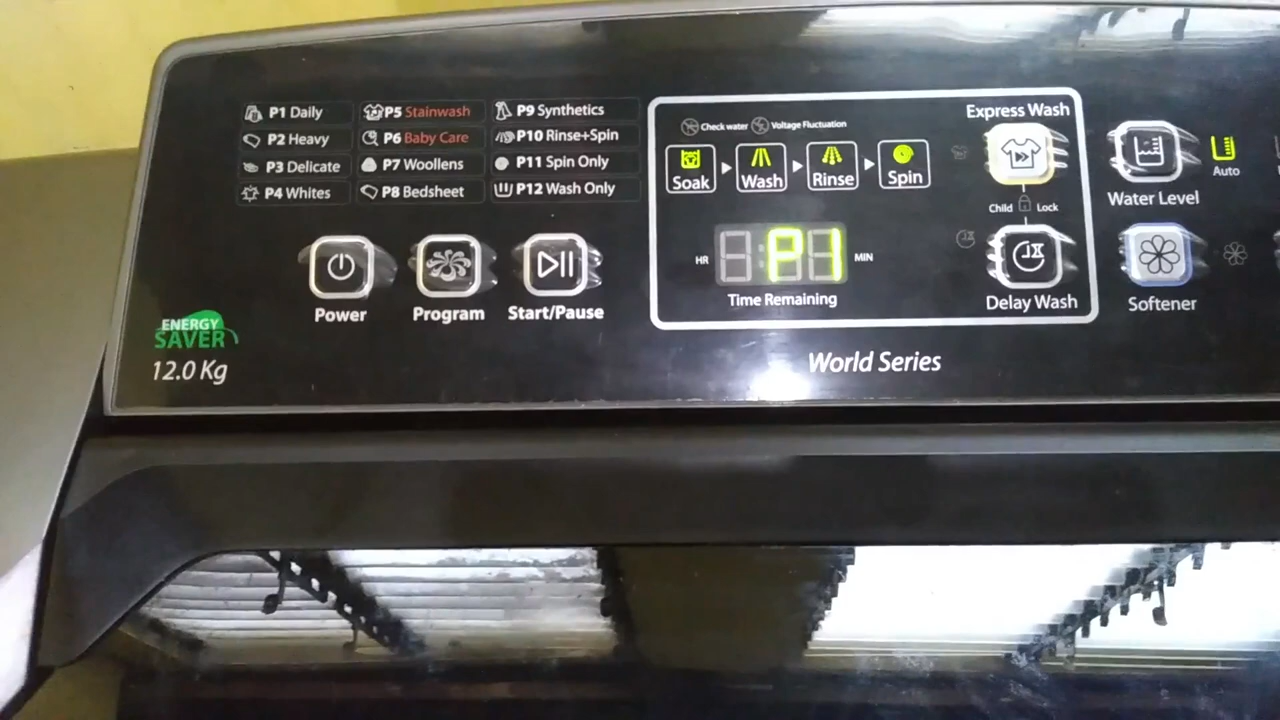 P1 Daily
P2 Heavy
P3 Delicate
P4 Whites
P5 Stainwash
P6 Baby Care
P7 Woollens
P8 Bedsheet
P9 Synthetics
P10 Rinse+Spin
P11 Spin Only
P12 Wash Only
Power
Program
Start/Pause
ENERGY
SAVER
12.0 Kg
Check water
Voltage Fluctuation
Soak
Wash
Rinse
Spin
HR
P1
MIN
Time Remaining
Express Wash
Child Lock
Delay Wash
World Series
Water Level
Auto
Softener